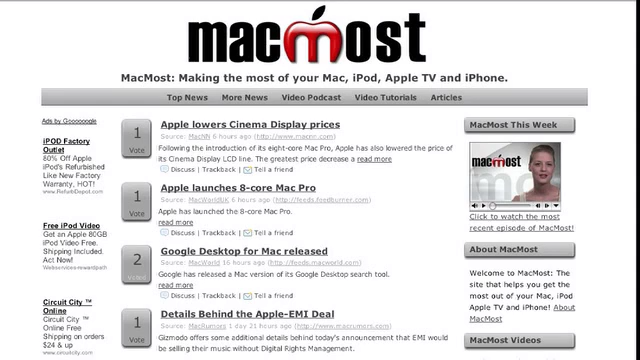 macmost
MacMost: Making the most of your Mac, iPod, Apple TV and iPhone.
Top News More News Video Podcast Video Tutorials Articles
Ads by Goooooogle
iPOD Factory
Outlet
80% Off Apple
iPod's Refurbished
Like New Factory
Warranty, HOT!
www.RefurbDepot.com
Free iPod Video
Get an Apple 80GB
iPod Video Free.
Shipping Included.
Act Now!
Webservice-rewardpath
Circuit City ™
Online
Circuit City ™
Online Free
Shipping on orders
$24 & up
www.circuitcity.com
1
Vote
Apple lowers Cinema Display prices
Source: MacNN 6 hours ago (http://www.macnn.com)
Following the introduction of its eight-core Mac Pro, Apple has also lowered the price of
its Cinema Display LCD line. The greatest price decrease a read more
Discuss | Trackback | Tell a friend
1
Vote
Apple launches 8-core Mac Pro
Source: MacWorldUK 6 hours ago (http://feeds.feedburner.com)
Apple has launched the 8-core Mac Pro.
read more
Discuss | Trackback | Tell a friend
2
Voted
Google Desktop for Mac released
Source: MacWorld 16 hours ago (http://feeds.macworld.com)
Google has released a Mac version of its Google Desktop search tool.
read more
Discuss | Trackback | Tell a friend
1
Vote
Details Behind the Apple-EMI Deal
Source: MacRumors 1 day 21 hours ago (http://www.macrumors.com)
Gizmodo offers some additional details behind today's announcement that EMI would
be selling their music without Digital Rights Management.
MacMost This Week
macmost
Click to watch the most
recent episode of MacMost!
About MacMost
Welcome to MacMost: The
site that helps you get the
most out of your Mac, iPod
Apple TV and iPhone! About
MacMost
MacMost Videos